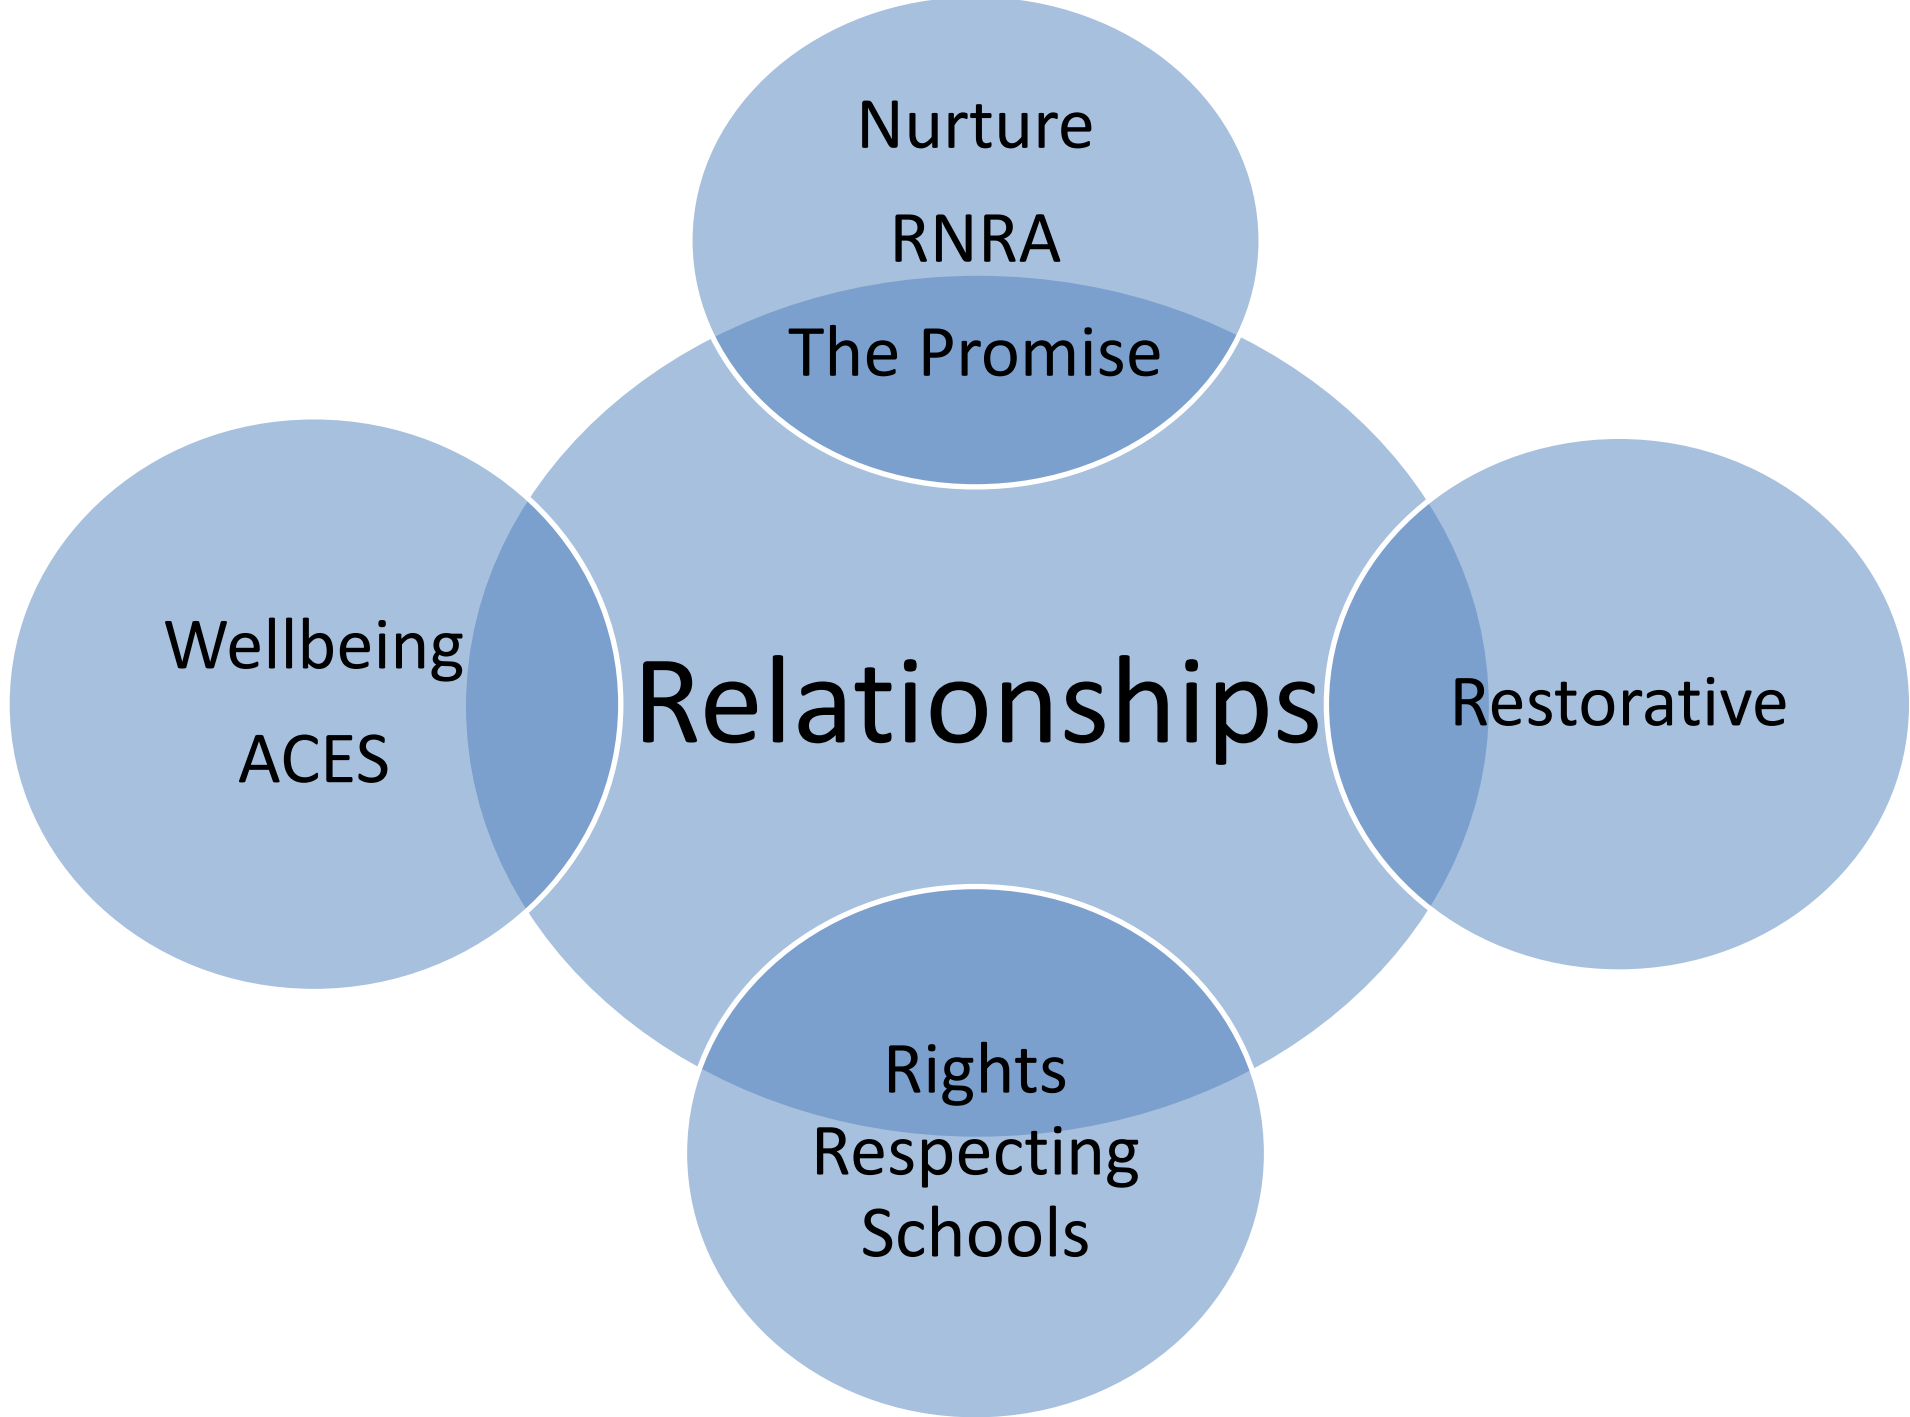 Nurture
RNRA
The Promise
Wellbeing
ACES
Relationships
Restorative
Rights
Respecting
Schools